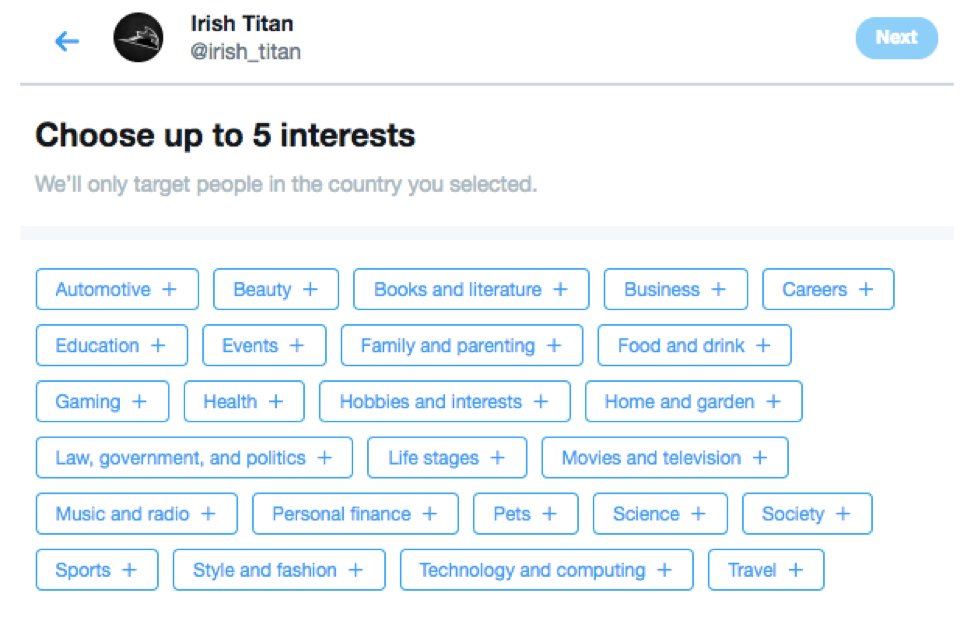 Irish Titan
@irish_titan
Next
Choose up to 5 interests
We'll only target people in the country you selected.
Automotive + Beauty + Books and literature + Business + Careers +
Education + Events + Family and parenting + Food and drink +
Gaming + Health + Hobbies and interests + Home and garden +
Law, government, and politics + Life stages + Movies and television +
Music and radio + Personal finance + Pets + Science + Society +
Sports + Style and fashion + Technology and computing + Travel +